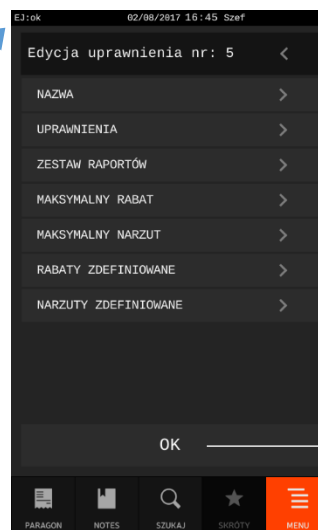 EJ:ok 02/08/2017 16:45 Szef
Edycja uprawnienia nr: 5
NAZWA
UPRAWNIENIA
ZESTAW RAPORTÓW
MAKSYMALNY RABAT
MAKSYMALNY NARZUT
RABATY ZDEFINIOWANE
NARZUTY ZDEFINIOWANE
OK
PARAGON NOTES SZUKAJ SKRÓTY MENU